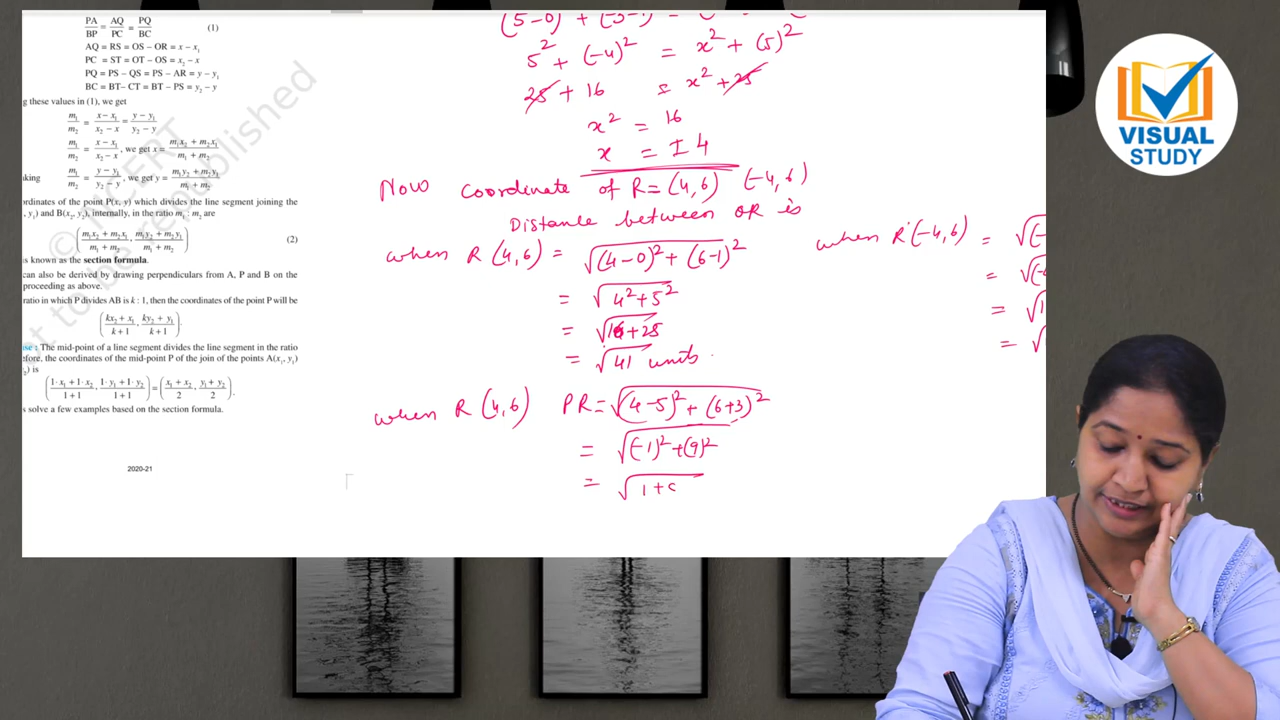 PA/BP = AQ/PC = PQ/BC (1)
AQ = RS = OS – OR = x – x₁
PC = ST = OT – OS = x₂ – x
PQ = PS – QS = PS – AR = y – y₁
BC = BT– CT = BT – PS = y₂ – y
g these values in (1), we get
m₁/m₂ = x – x₁/x₂ – x = y – y₁/y₂ – y
m₁/m₂ = x – x₁/x₂ – x, we get x = m₁x₂ + m₂x₁/m₁ + m₂
aking m₁/m₂ = y – y₁/y₂ – y, we get y = m₁y₂ + m₂y₁/m₁ + m₂
ordinates of the point P(x, y) which divides the line segment joining the
, y₁) and B(x₂, y₂), internally, in the ratio m₁ : m₂ are
(m₁x₂ + m₂x₁/m₁ + m₂, m₁y₂ + m₂y₁/m₁ + m₂) (2)
s known as the section formula.
can also be derived by drawing perpendiculars from A, P and B on the
proceeding as above.
ratio in which P divides AB is k : 1, then the coordinates of the point P will be
(kx₂ + x₁/k + 1, ky₂ + y₁/k + 1).
se : The mid-point of a line segment divides the line segment in the ratio
efore, the coordinates of the mid-point P of the join of the points A(x₁, y₁)
₂) is
(1·x₁ + 1·x₂/1 + 1, 1·y₁ + 1·y₂/1 + 1) = (x₁ + x₂/2, y₁ + y₂/2).
s solve a few examples based on the section formula.
2020-21
© NCERT
not to be republished
5² + (-4)² = x² + (5)²
25 + 16 = x² + 25
x² = 16
x = ± 4
Now coordinate of R = (4,6) (-4,6)
Distance between QR is
when R (4,6) = √(4-0)² + (6-1)²
= √4² + 5²
= √16 + 25
= √41 units
when R (4,6) PR = √(4-5)² + (6+3)²
= √(-1)² + (9)²
= √1 +
when R'(-4,6) = √(-
= √(-
= √1
= √
VISUAL
STUDY